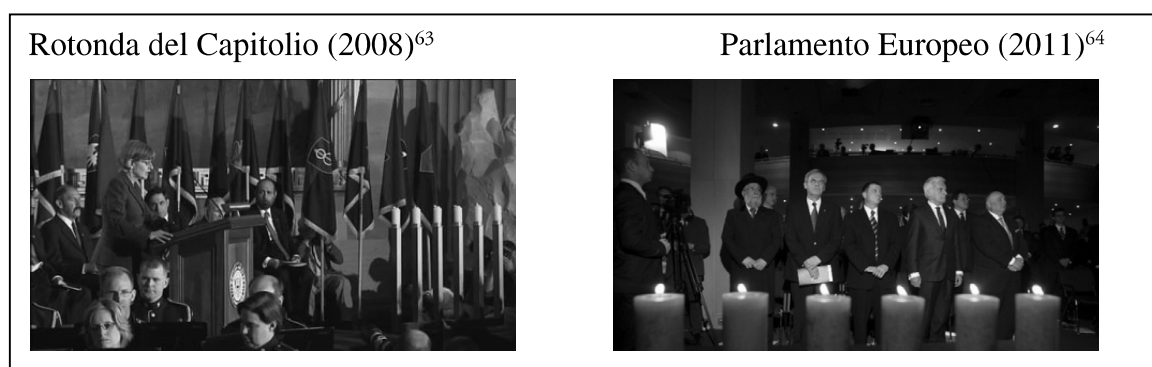 Rotonda del Capitolio (2008)⁶³
Parlamento Europeo (2011)⁶⁴